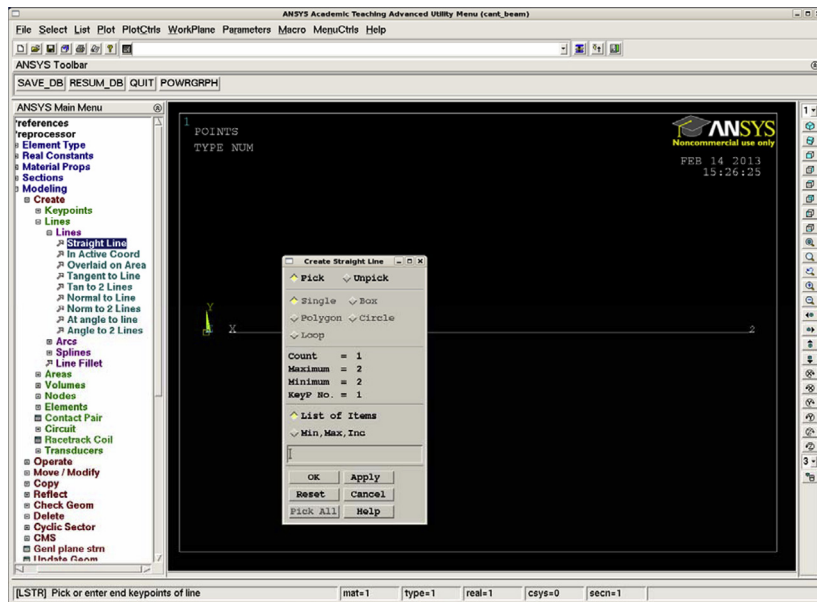 ANSYS Academic Teaching Advanced Utility Menu (cant_beam)
File Select List Plot PlotCtrls WorkPlane Parameters Macro MenuCtrls Help
ANSYS Toolbar
SAVE_DB RESUM_DB QUIT POWRGRPH
ANSYS Main Menu
references
reprocessor
Element Type
Real Constants
Material Props
Sections
Modeling
Create
Keypoints
Lines
Lines
Straight Line
In Active Coord
Overlaid on Area
Tangent to Line
Tan to 2 Lines
Normal to Line
Norm to 2 Lines
At angle to line
Angle to 2 Lines
Arcs
Splines
Line Fillet
Areas
Volumes
Nodes
Elements
Contact Pair
Circuit
Racetrack Coil
Transducers
Operate
Move / Modify
Copy
Reflect
Check Geom
Delete
Cyclic Sector
CMS
Genl plane strn
Update Geom
1
POINTS
TYPE NUM
ANSYS
Noncommercial use only
FEB 14 2013
15:26:25
Y
X
2
Create Straight Line
Pick Unpick
Single Box
Polygon Circle
Loop
Count = 1
Maximum = 2
Minimum = 2
KeyP No. = 1
List of Items
Min,Max,Inc
OK Apply
Reset Cancel
Pick All Help
1
3
[LSTR] Pick or enter end keypoints of line
mat=1 type=1 real=1 csys=0 secn=1